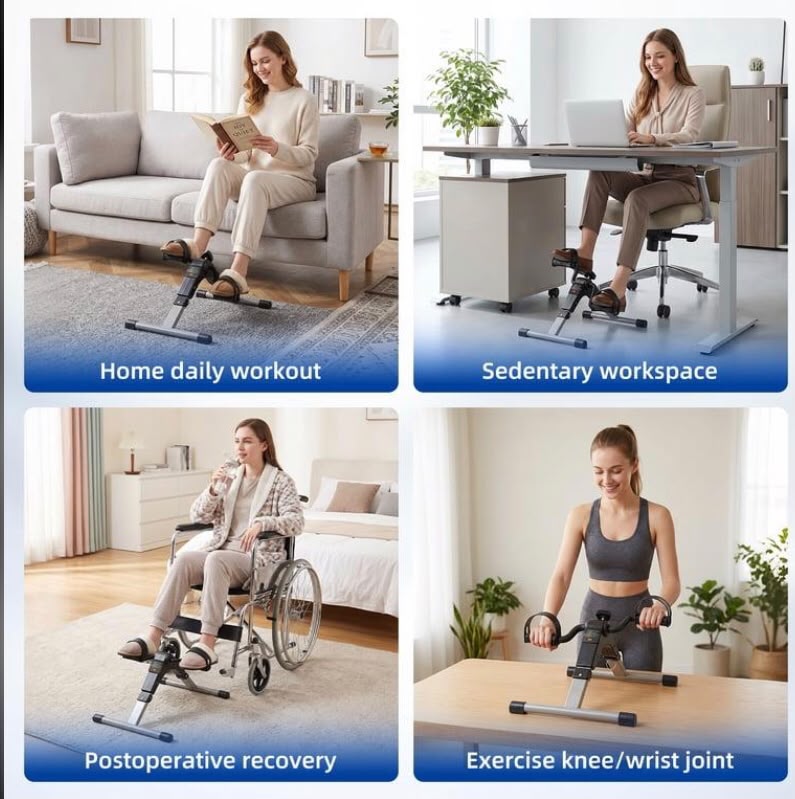 Home daily workout
Sedentary workspace
Postoperative recovery
Exercise knee/wrist joint